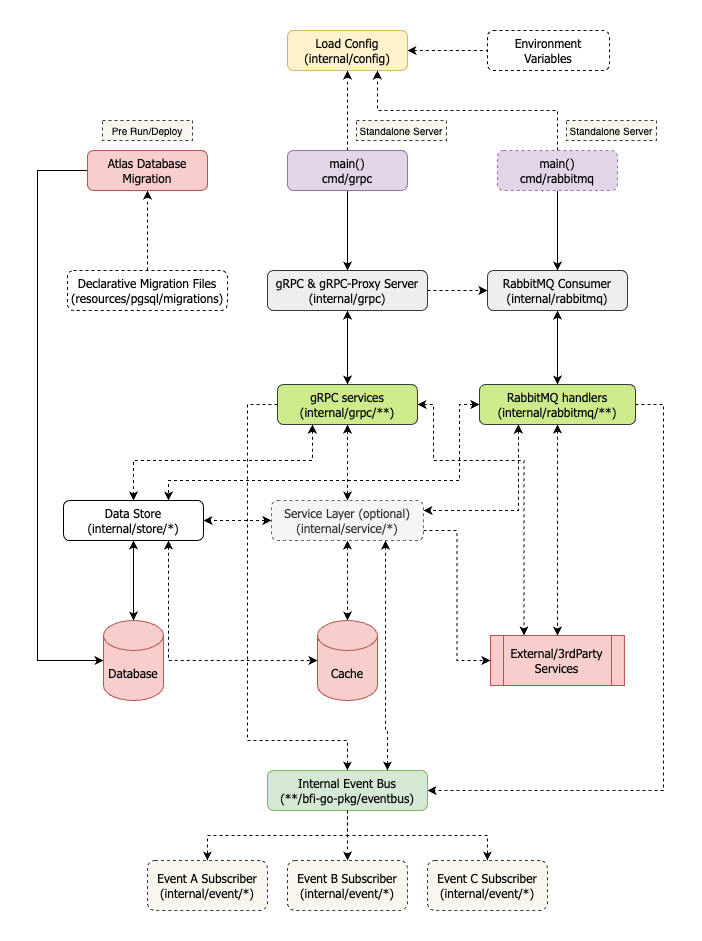 Load Config
(internal/config)
Environment
Variables
Pre Run/Deploy
Standalone Server
Standalone Server
Atlas Database
Migration
main()
cmd/grpc
main()
cmd/rabbitmq
Declarative Migration Files
(resources/pgsql/migrations)
gRPC & gRPC-Proxy Server
(internal/grpc)
RabbitMQ Consumer
(internal/rabbitmq)
gRPC services
(internal/grpc/**)
RabbitMQ handlers
(internal/rabbitmq/**)
Data Store
(internal/store/*)
Service Layer (optional)
(internal/service/*)
Database
Cache
External/3rdParty
Services
Internal Event Bus
(**/bfi-go-pkg/eventbus)
Event A Subscriber
(internal/event/*)
Event B Subscriber
(internal/event/*)
Event C Subscriber
(internal/event/*)